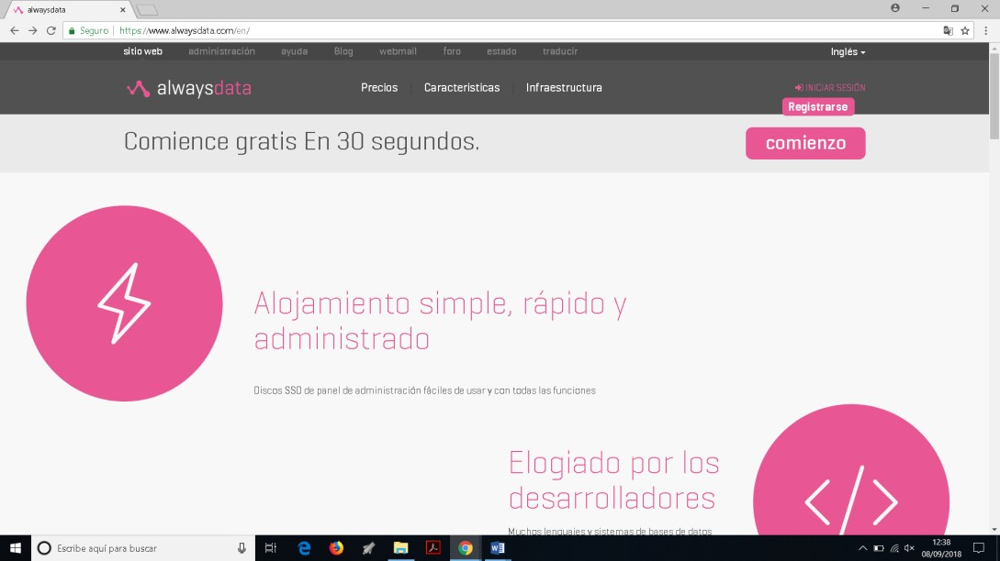 alwaysdata
Seguro https://www.alwaysdata.com/en/
sitio web administración ayuda Blog webmail foro estado traducir Inglés
alwaysdata Precios Caracteristicas Infraestructura INICIAR SESIÓN
Registrarse
Comience gratis En 30 segundos. comienzo
Alojamiento simple, rápido y
administrado
Discos SSD de panel de administración fáciles de usar y con todas las funciones
Elogiado por los
desarrolladores
Muchos lenguajes y sistemas de bases de datos
Escribe aquí para buscar
12:38
08/09/2018